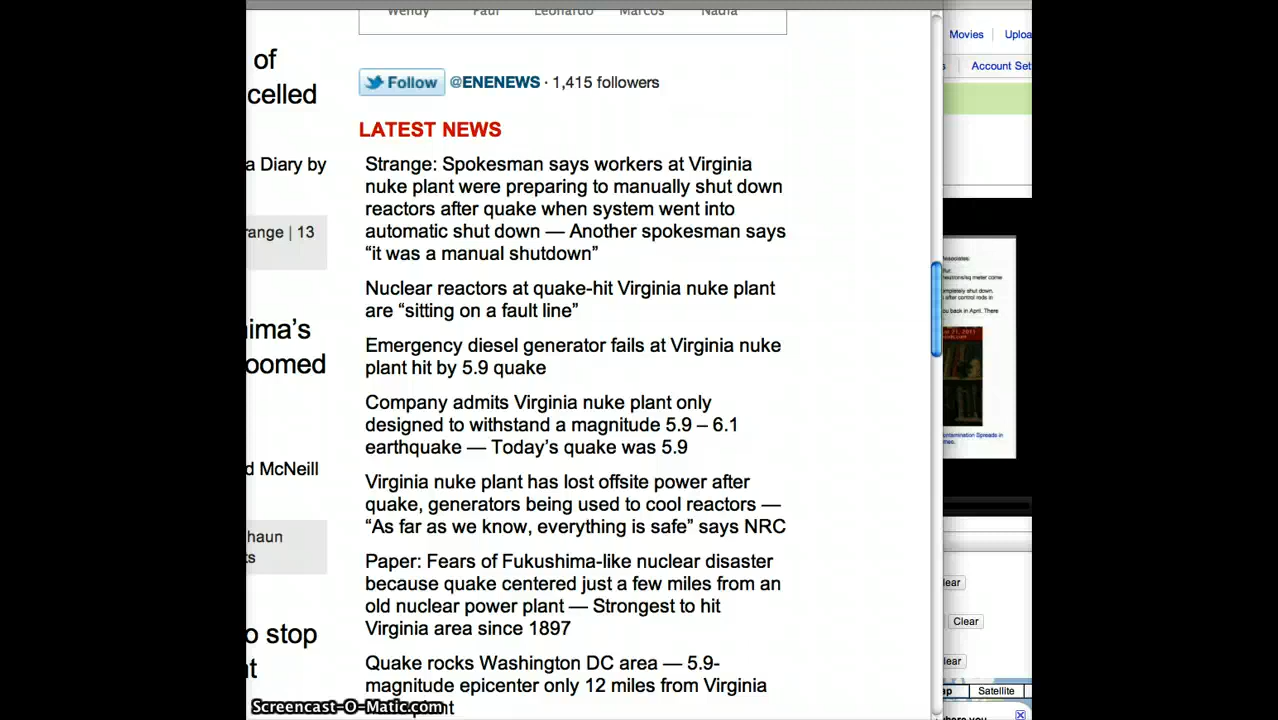 Wendy Paul Leonardo Marcos Nadia
of
celled
a Diary by
range | 13
ima's
oomed
d McNeill
haun
ts
o stop
nt
Follow @ENENEWS · 1,415 followers
LATEST NEWS
Strange: Spokesman says workers at Virginia
nuke plant were preparing to manually shut down
reactors after quake when system went into
automatic shut down — Another spokesman says
“it was a manual shutdown”
Nuclear reactors at quake-hit Virginia nuke plant
are “sitting on a fault line”
Emergency diesel generator fails at Virginia nuke
plant hit by 5.9 quake
Company admits Virginia nuke plant only
designed to withstand a magnitude 5.9 – 6.1
earthquake — Today’s quake was 5.9
Virginia nuke plant has lost offsite power after
quake, generators being used to cool reactors —
“As far as we know, everything is safe” says NRC
Paper: Fears of Fukushima-like nuclear disaster
because quake centered just a few miles from an
old nuclear power plant — Strongest to hit
Virginia area since 1897
Quake rocks Washington DC area — 5.9-
magnitude epicenter only 12 miles from Virginia
Screencast-O-Matic.com
Movies Uploa
s Account Set
lear
Clear
lear
ap Satellite